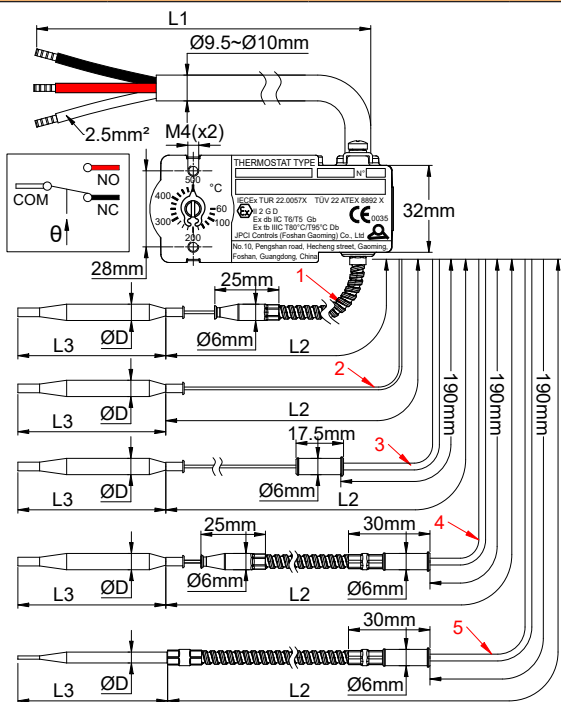 L1
Ø9.5~Ø10mm
2.5mm²
M4(x2)
NO
COM
NC
θ
28mm
500
400
°C
300
60
100
200
THERMOSTAT TYPE
N°
IECEx TUR 22.0057X TÜV 22 ATEX 8892 X
Ex II 2 G D
Ex db IIC T6/T5 Gb
Ex tb IIIC T80°C/T95°C Db
CE 0035
JPCI Controls (Foshan Gaoming) Co., Ltd
No.10, Pengshan road, Hecheng street, Gaoming,
Foshan, Guangdong, China
32mm
25mm
1
Ø6mm
ØD
L3
L2
2
ØD
L3
L2
190mm
190mm
190mm
17.5mm
3
ØD
Ø6mm
L3
L2
25mm
30mm
4
ØD
Ø6mm
Ø6mm
L3
L2
30mm
5
ØD
Ø6mm
L3
L2